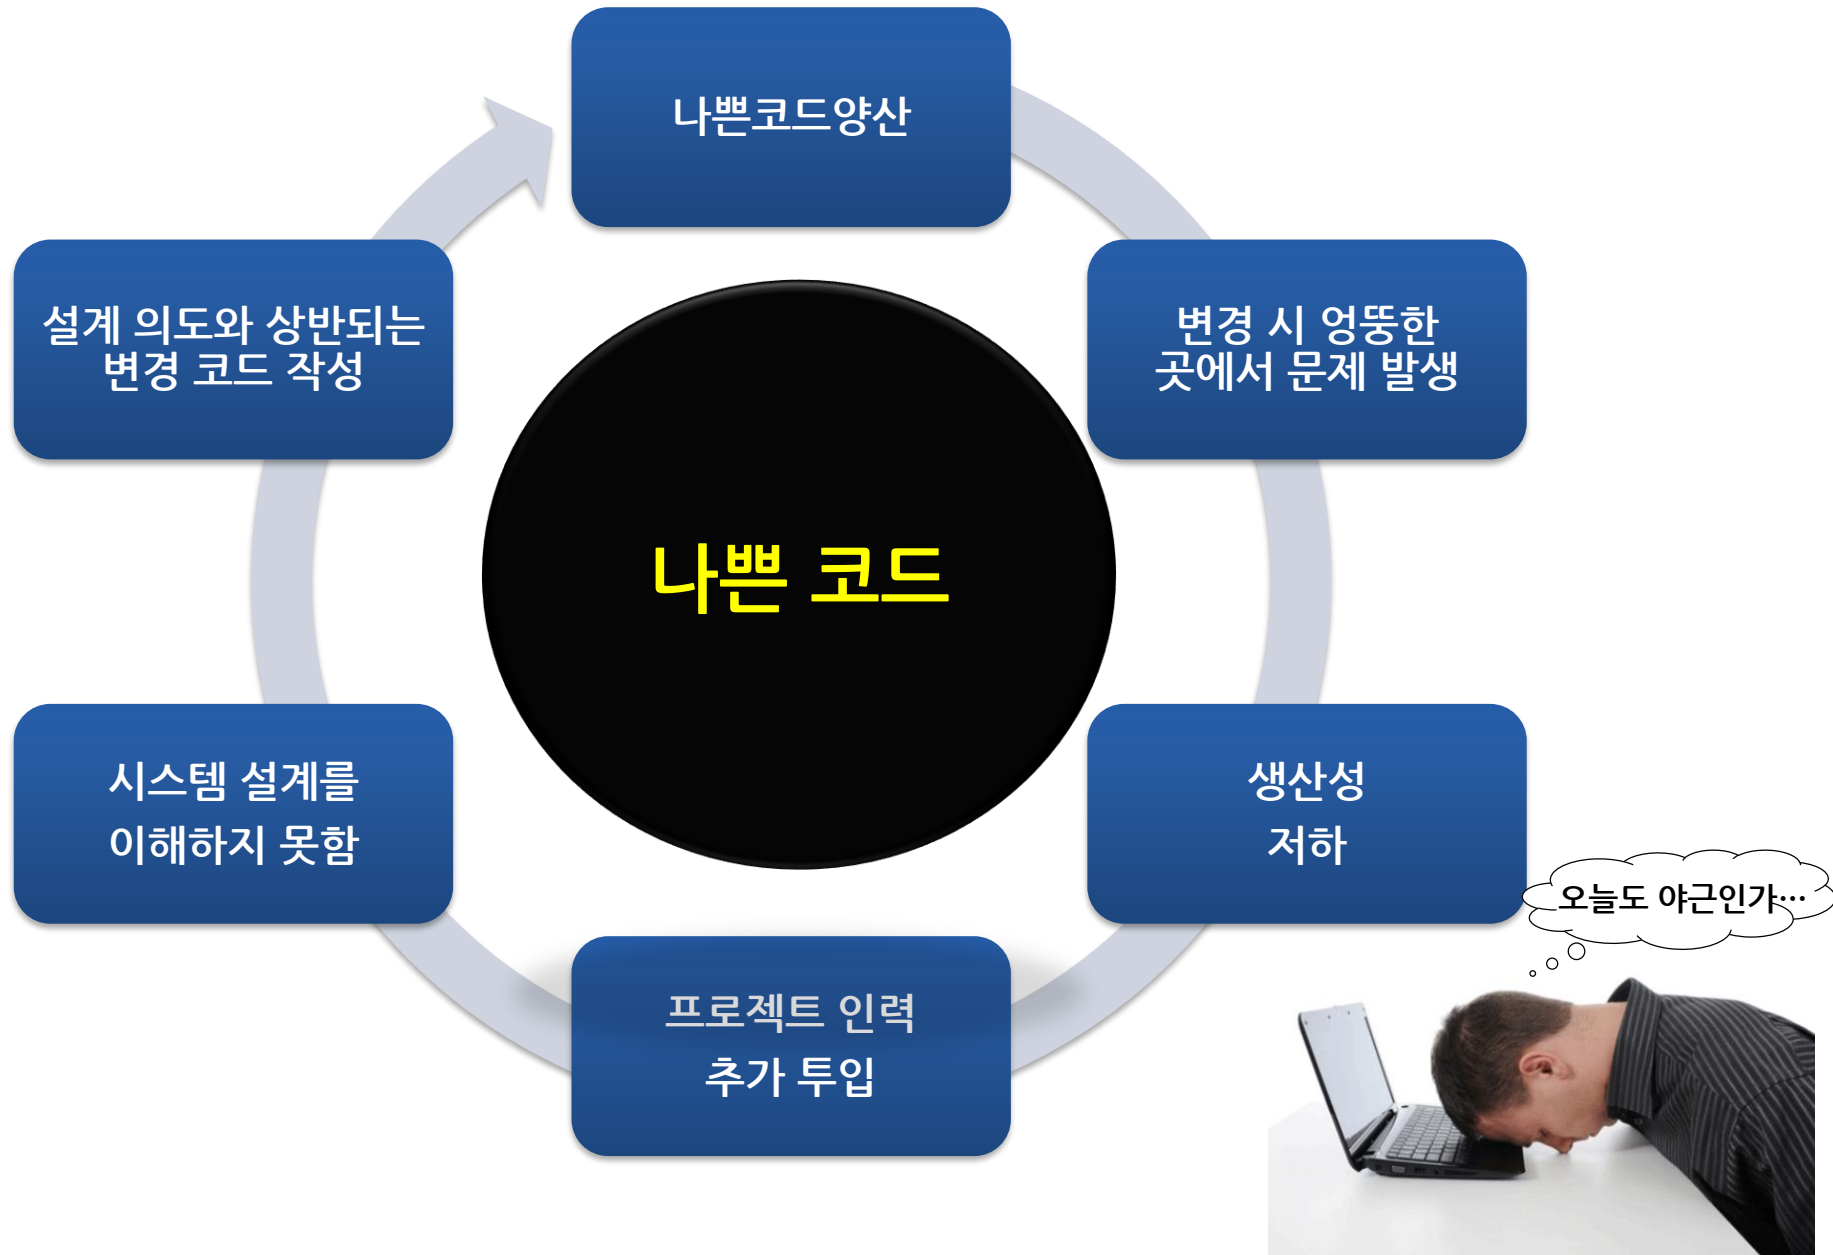 나쁜코드양산
변경 시 엉뚱한
곳에서 문제 발생
생산성
저하
프로젝트 인력
추가 투입
시스템 설계를
이해하지 못함
설계 의도와 상반되는
변경 코드 작성
나쁜 코드
오늘도 야근인가…